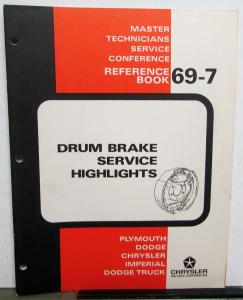 MASTER
TECHNICIANS
SERVICE
CONFERENCE
REFERENCE
BOOK 69-7
DRUM BRAKE
SERVICE
HIGHLIGHTS
PLYMOUTH
DODGE
CHRYSLER
IMPERIAL
DODGE TRUCK
CHRYSLER
MOTORS CORPORATION